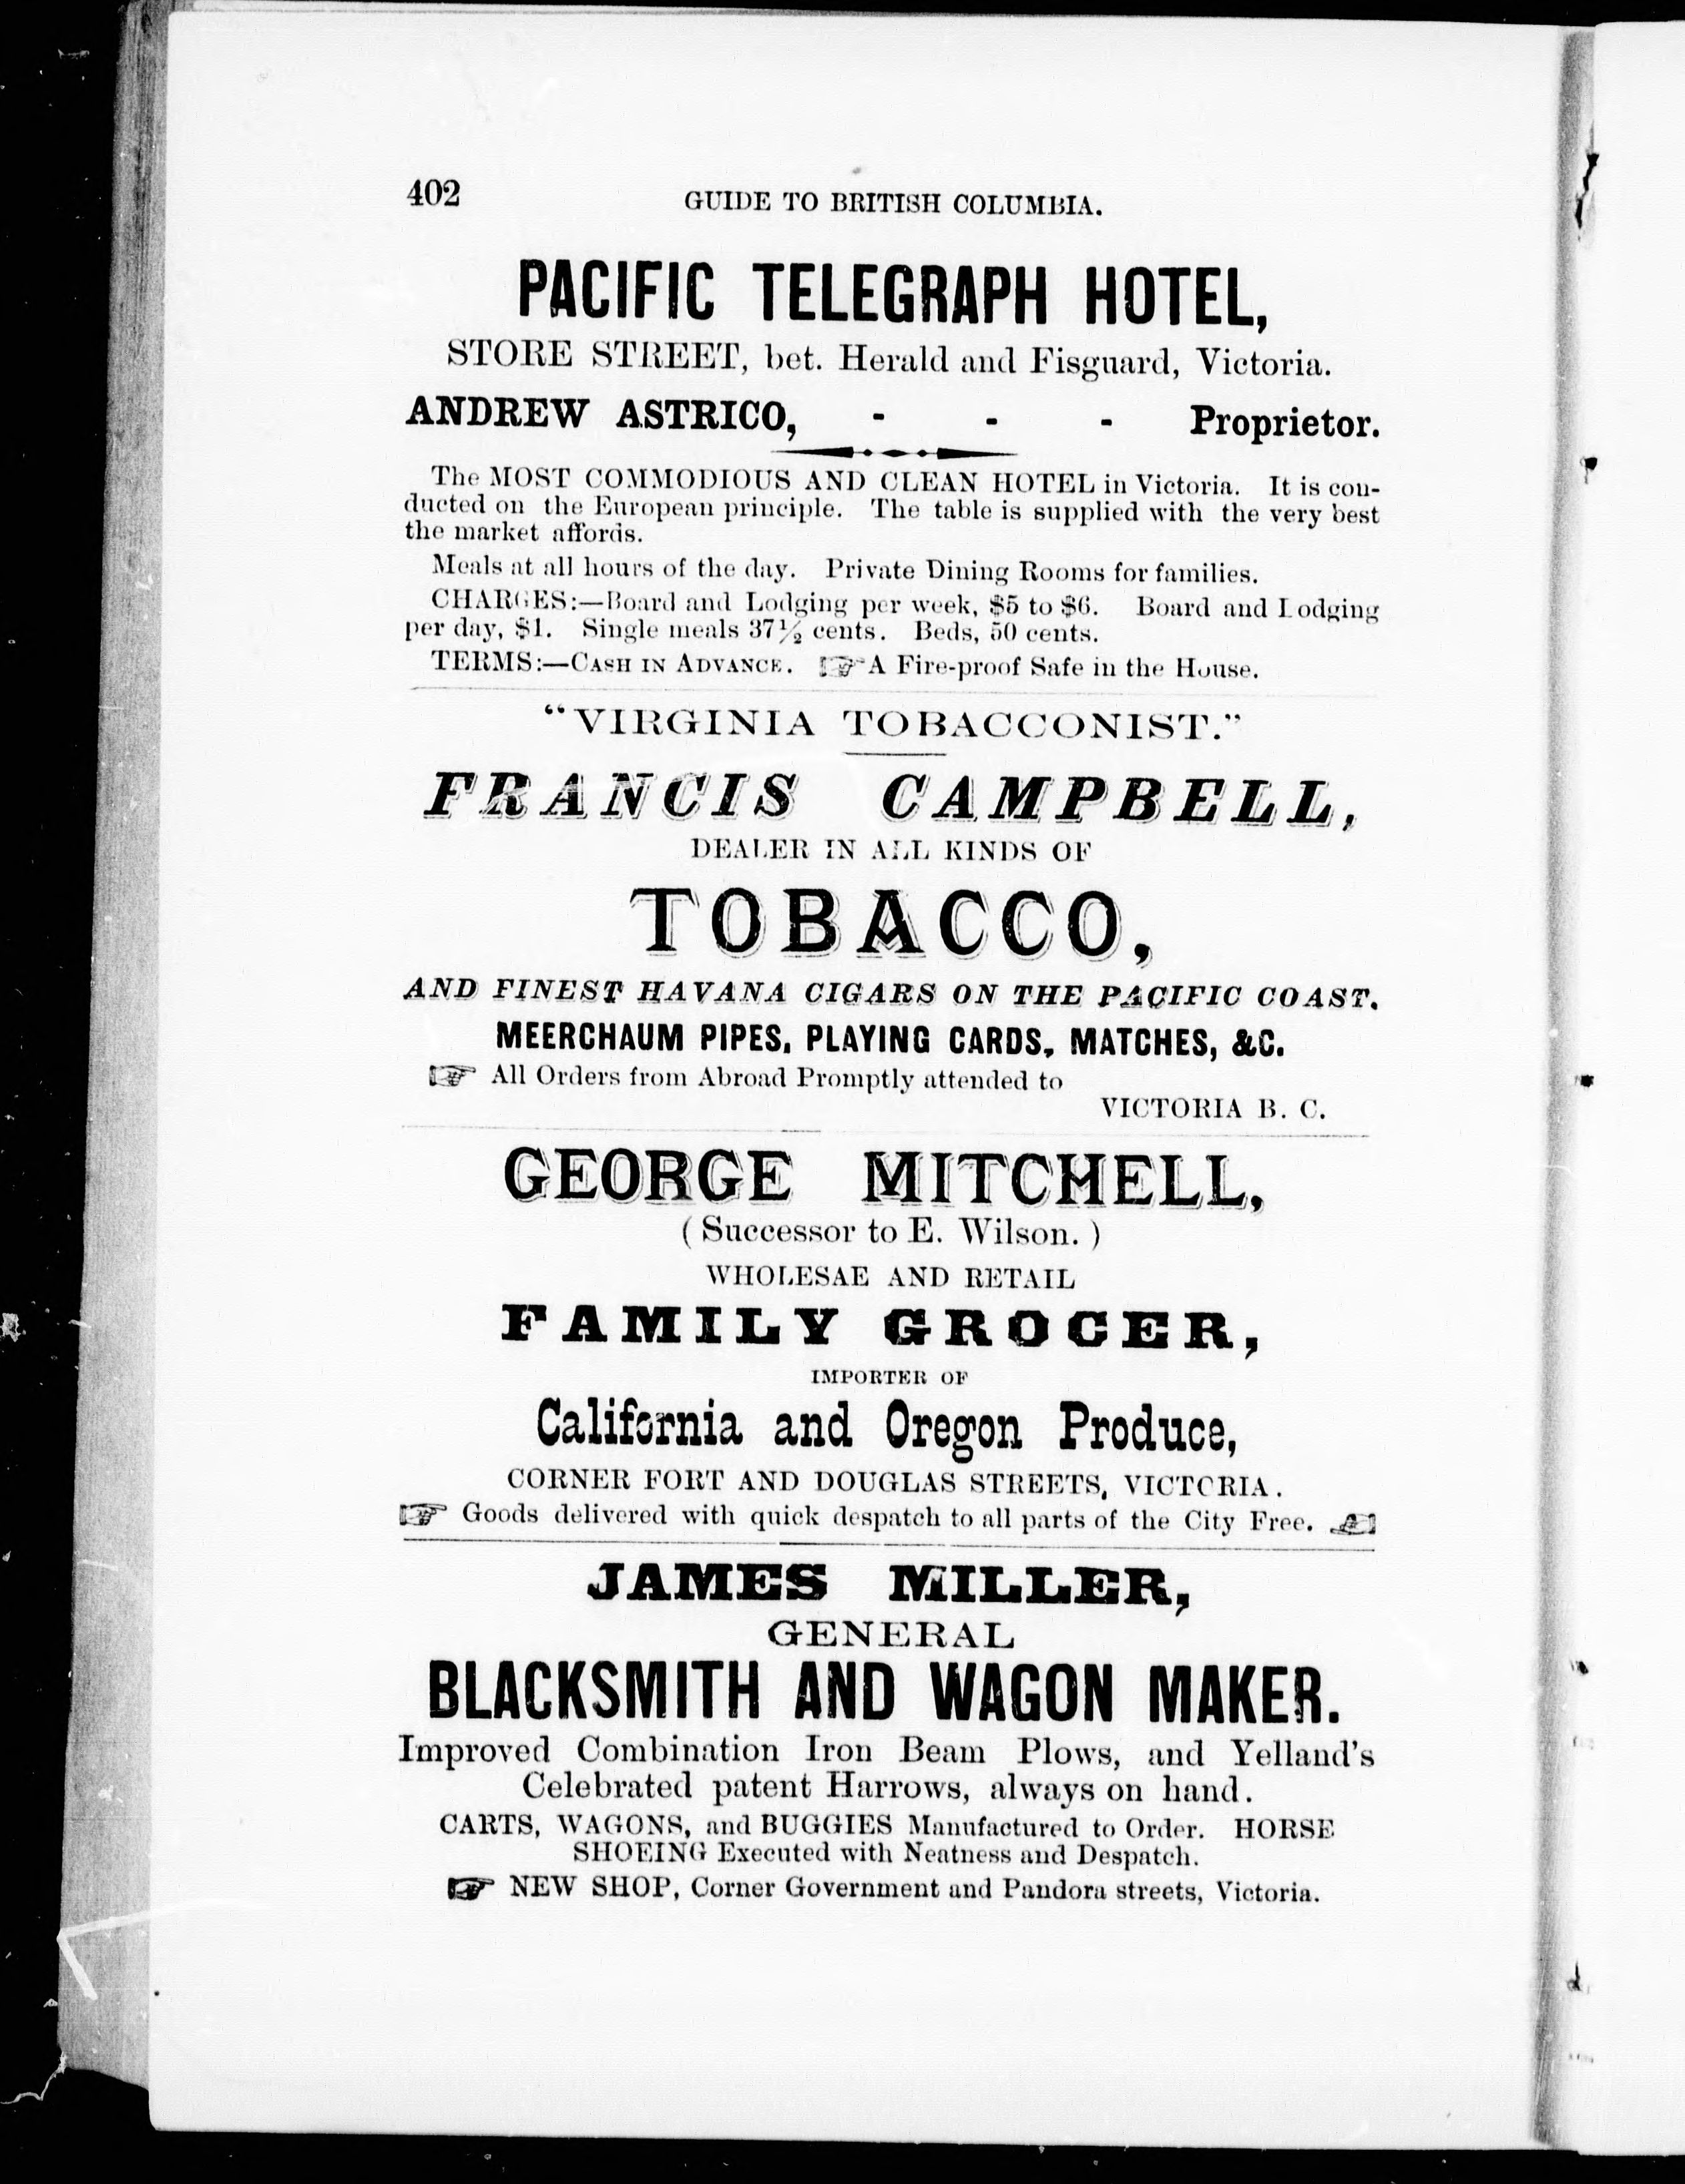 402
GUIDE TO BRITISH COLUMBIA.
PACIFIC TELEGRAPH HOTEL,
STORE STREET, bet. Herald and Fisguard, Victoria.
ANDREW ASTRICO, - - - Proprietor.
The MOST COMMODIOUS AND CLEAN HOTEL in Victoria. It is con-
ducted on the European principle. The table is supplied with the very best
the market affords.
Meals at all hours of the day. Private Dining Rooms for families.
CHARGES:—Board and Lodging per week, $5 to $6. Board and Lodging
per day, $1. Single meals 37½ cents. Beds, 50 cents.
TERMS:—CASH IN ADVANCE. ☞A Fire-proof Safe in the House.
“VIRGINIA TOBACCONIST.”
FRANCIS CAMPBELL,
DEALER IN ALL KINDS OF
TOBACCO,
AND FINEST HAVANA CIGARS ON THE PACIFIC COAST.
MEERCHAUM PIPES, PLAYING CARDS, MATCHES, &C.
☞ All Orders from Abroad Promptly attended to
VICTORIA B. C.
GEORGE MITCHELL,
( Successor to E. Wilson. )
WHOLESAE AND RETAIL
FAMILY GROCER,
IMPORTER OF
California and Oregon Produce,
CORNER FORT AND DOUGLAS STREETS, VICTORIA.
☞ Goods delivered with quick despatch to all parts of the City Free. ☜
JAMES MILLER,
GENERAL
BLACKSMITH AND WAGON MAKER.
Improved Combination Iron Beam Plows, and Yelland's
Celebrated patent Harrows, always on hand.
CARTS, WAGONS, and BUGGIES Manufactured to Order. HORSE
SHOEING Executed with Neatness and Despatch.
☞ NEW SHOP, Corner Government and Pandora streets, Victoria.